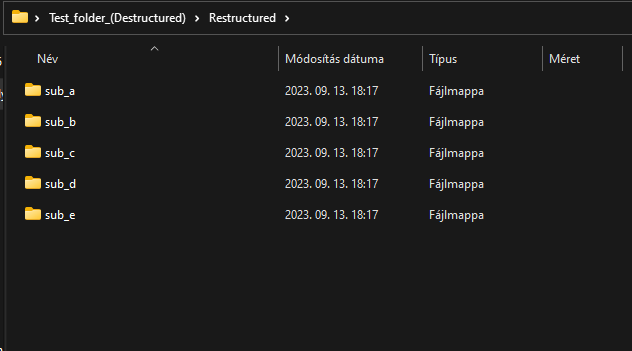 Test_folder_(Destructured) > Restructured >
Név Módosítás dátuma Típus Méret
sub_a 2023. 09. 13. 18:17 Fájlmappa
sub_b 2023. 09. 13. 18:17 Fájlmappa
sub_c 2023. 09. 13. 18:17 Fájlmappa
sub_d 2023. 09. 13. 18:17 Fájlmappa
sub_e 2023. 09. 13. 18:17 Fájlmappa